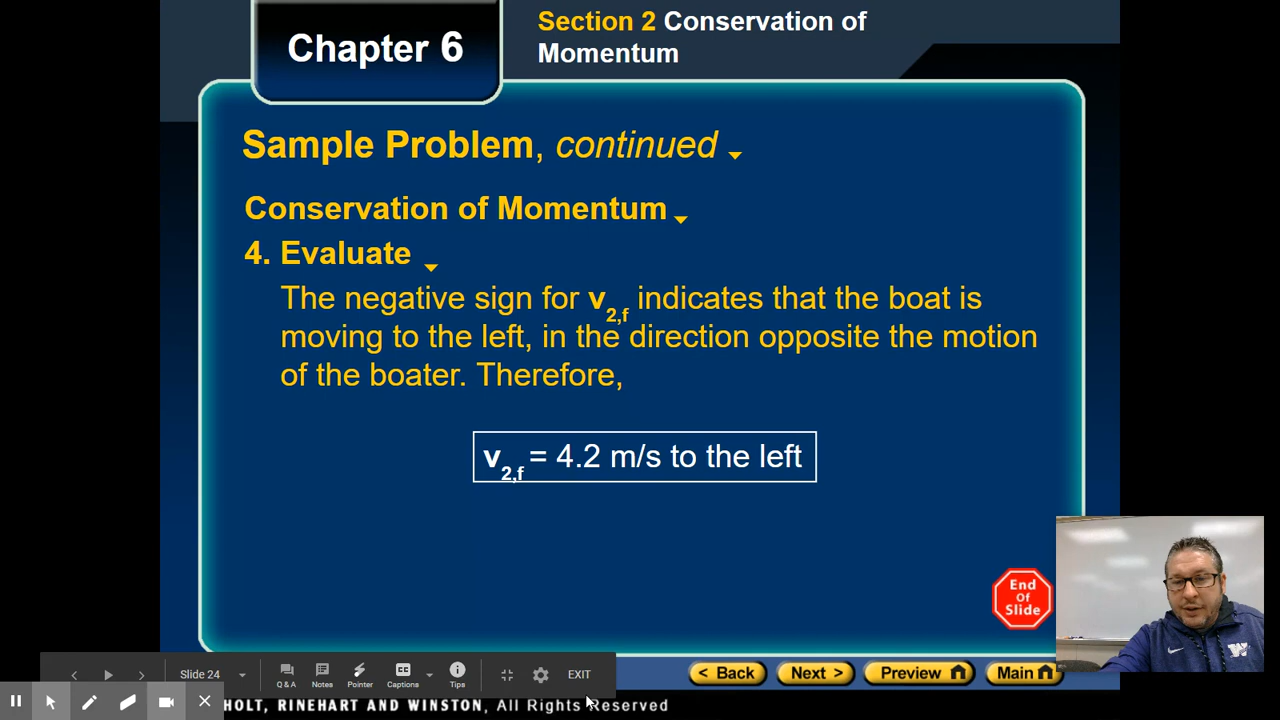 Chapter 6
Section 2 Conservation of
Momentum
Sample Problem, continued
Conservation of Momentum
4. Evaluate
The negative sign for v2,f indicates that the boat is
moving to the left, in the direction opposite the motion
of the boater. Therefore,
v2,f = 4.2 m/s to the left
End
Of
Slide
Slide 24
Q & A
Notes
Pointer
CC
Captions
Tips
EXIT
< Back
Next >
Preview
Main
HOLT, RINEHART AND WINSTON, All Rights Reserved
W